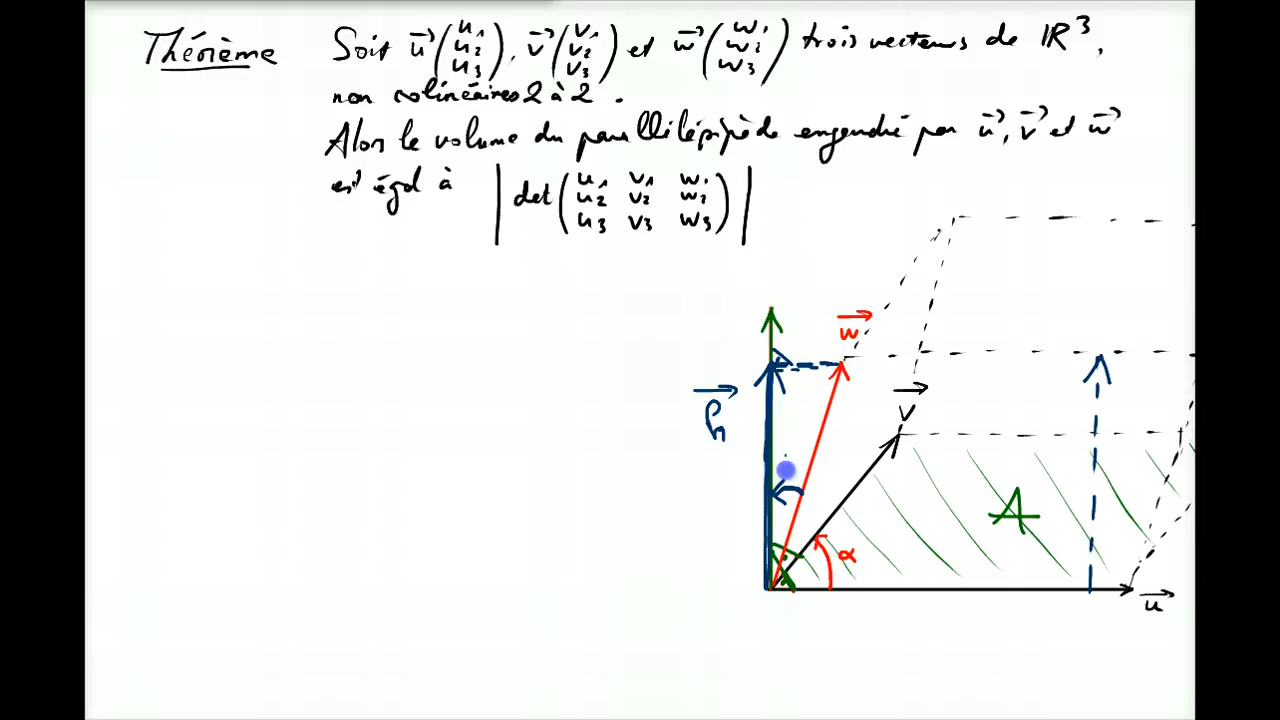 Théorème Soit u⃗ (u1 u2 u3), v⃗ (v1 v2 v3) et w⃗ (w1 w2 w3) trois vecteurs de ℝ³,
non colinéaires 2 à 2.
Alors le volume du parallélépipède engendré par u⃗, v⃗ et w⃗
est égal à | det (u1 v1 w1 u2 v2 w2 u3 v3 w3) |
w⃗
v⃗
h⃗
A
α
u⃗